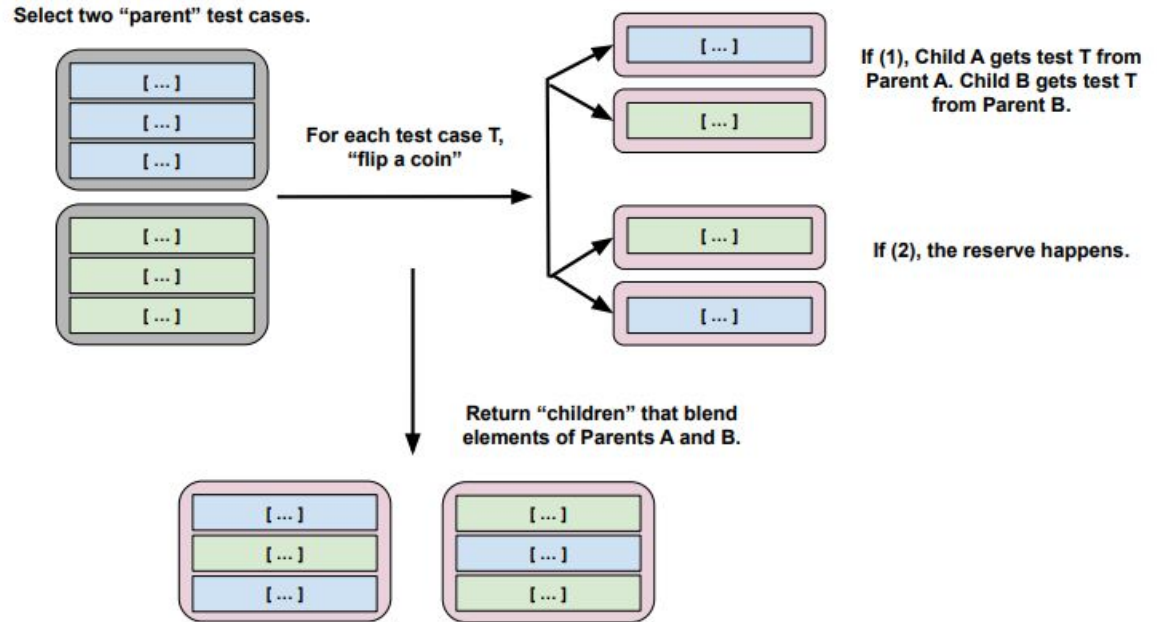 Select two “parent” test cases.
[ ... ]
[ ... ]
[ ... ]
[ ... ]
[ ... ]
[ ... ]
For each test case T,
“flip a coin”
[ ... ]
[ ... ]
If (1), Child A gets test T from
Parent A. Child B gets test T
from Parent B.
[ ... ]
[ ... ]
If (2), the reserve happens.
Return “children” that blend
elements of Parents A and B.
[ ... ]
[ ... ]
[ ... ]
[ ... ]
[ ... ]
[ ... ]